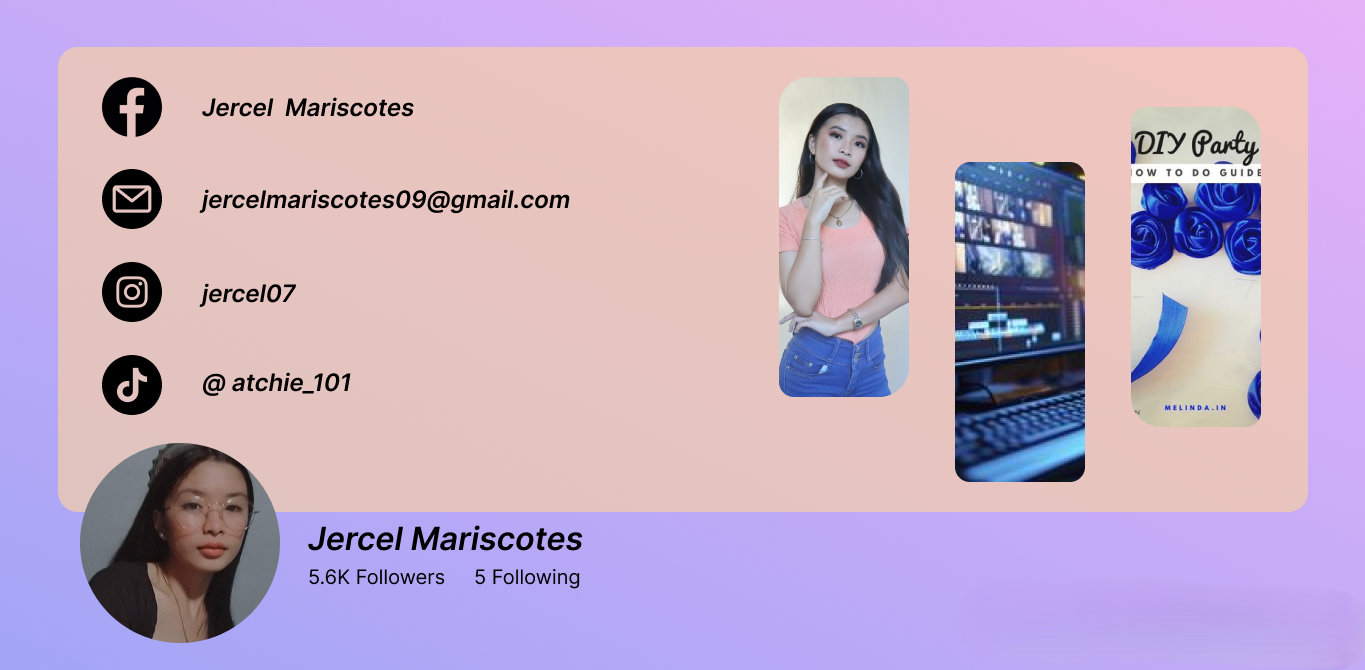 Jercel Mariscotes
jercelmariscotes09@gmail.com
jercel07
@ atchie_101
DIY Party
OW TO DO GUIDE
MELINDA.IN
Jercel Mariscotes
5.6K Followers 5 Following